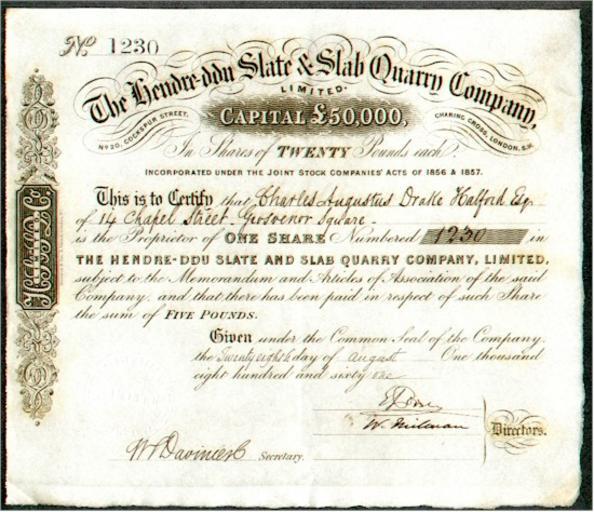 No 1230
The Hendre-ddu Slate & Slab Quarry Company,
LIMITED.
CAPITAL £50,000,
No 20, COCKSPUR STREET,
CHARING CROSS, LONDON, S.W.
In Shares of TWENTY Pounds each.
INCORPORATED UNDER THE JOINT STOCK COMPANIES' ACTS OF 1856 & 1857.
This is to Certify that Charles Augustus Drake Halford Esq
of 14 Chapel Street Grosvenor Square
is the Proprietor of ONE SHARE Numbered 1230 in
THE HENDRE-DDU SLATE AND SLAB QUARRY COMPANY, LIMITED,
subject to the Memorandum and Articles of Association of the said
Company, and that there has been paid in respect of such Share
the sum of FIVE POUNDS.
Given under the Common Seal of the Company.
the Twenty eighth day of August One thousand
eight hundred and sixty one
W. Millman
Directors.
Secretary.